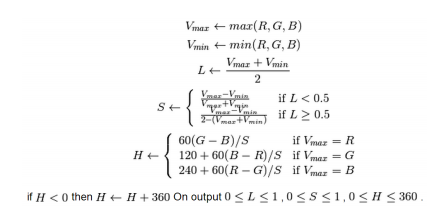 V_max ← max(R, G, B)
V_min ← min(R, G, B)
L ← (V_max + V_min) / 2
S ← { (V_max − V_min) / (V_max + V_min) if L < 0.5
(V_max − V_min) / (2 − (V_max + V_min)) if L ≥ 0.5
H ← { 60(G − B)/S if V_max = R
120 + 60(B − R)/S if V_max = G
240 + 60(R − G)/S if V_max = B
if H < 0 then H ← H + 360 On output 0 ≤ L ≤ 1 , 0 ≤ S ≤ 1 , 0 ≤ H ≤ 360 .